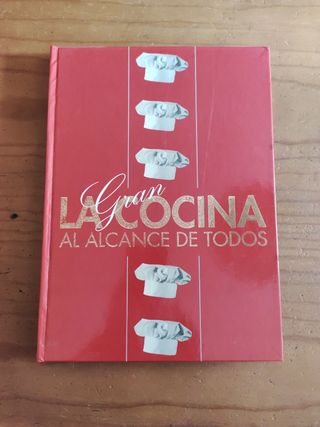 LA Gran COCINA
AL ALCANCE DE TODOS